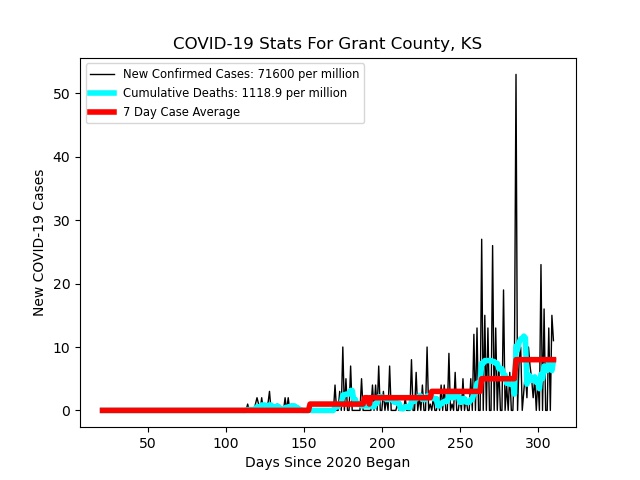 COVID-19 Stats For Grant County, KS
New Confirmed Cases: 71600 per million
Cumulative Deaths: 1118.9 per million
7 Day Case Average
New COVID-19 Cases
50
40
30
20
10
0
50 100 150 200 250 300
Days Since 2020 Began